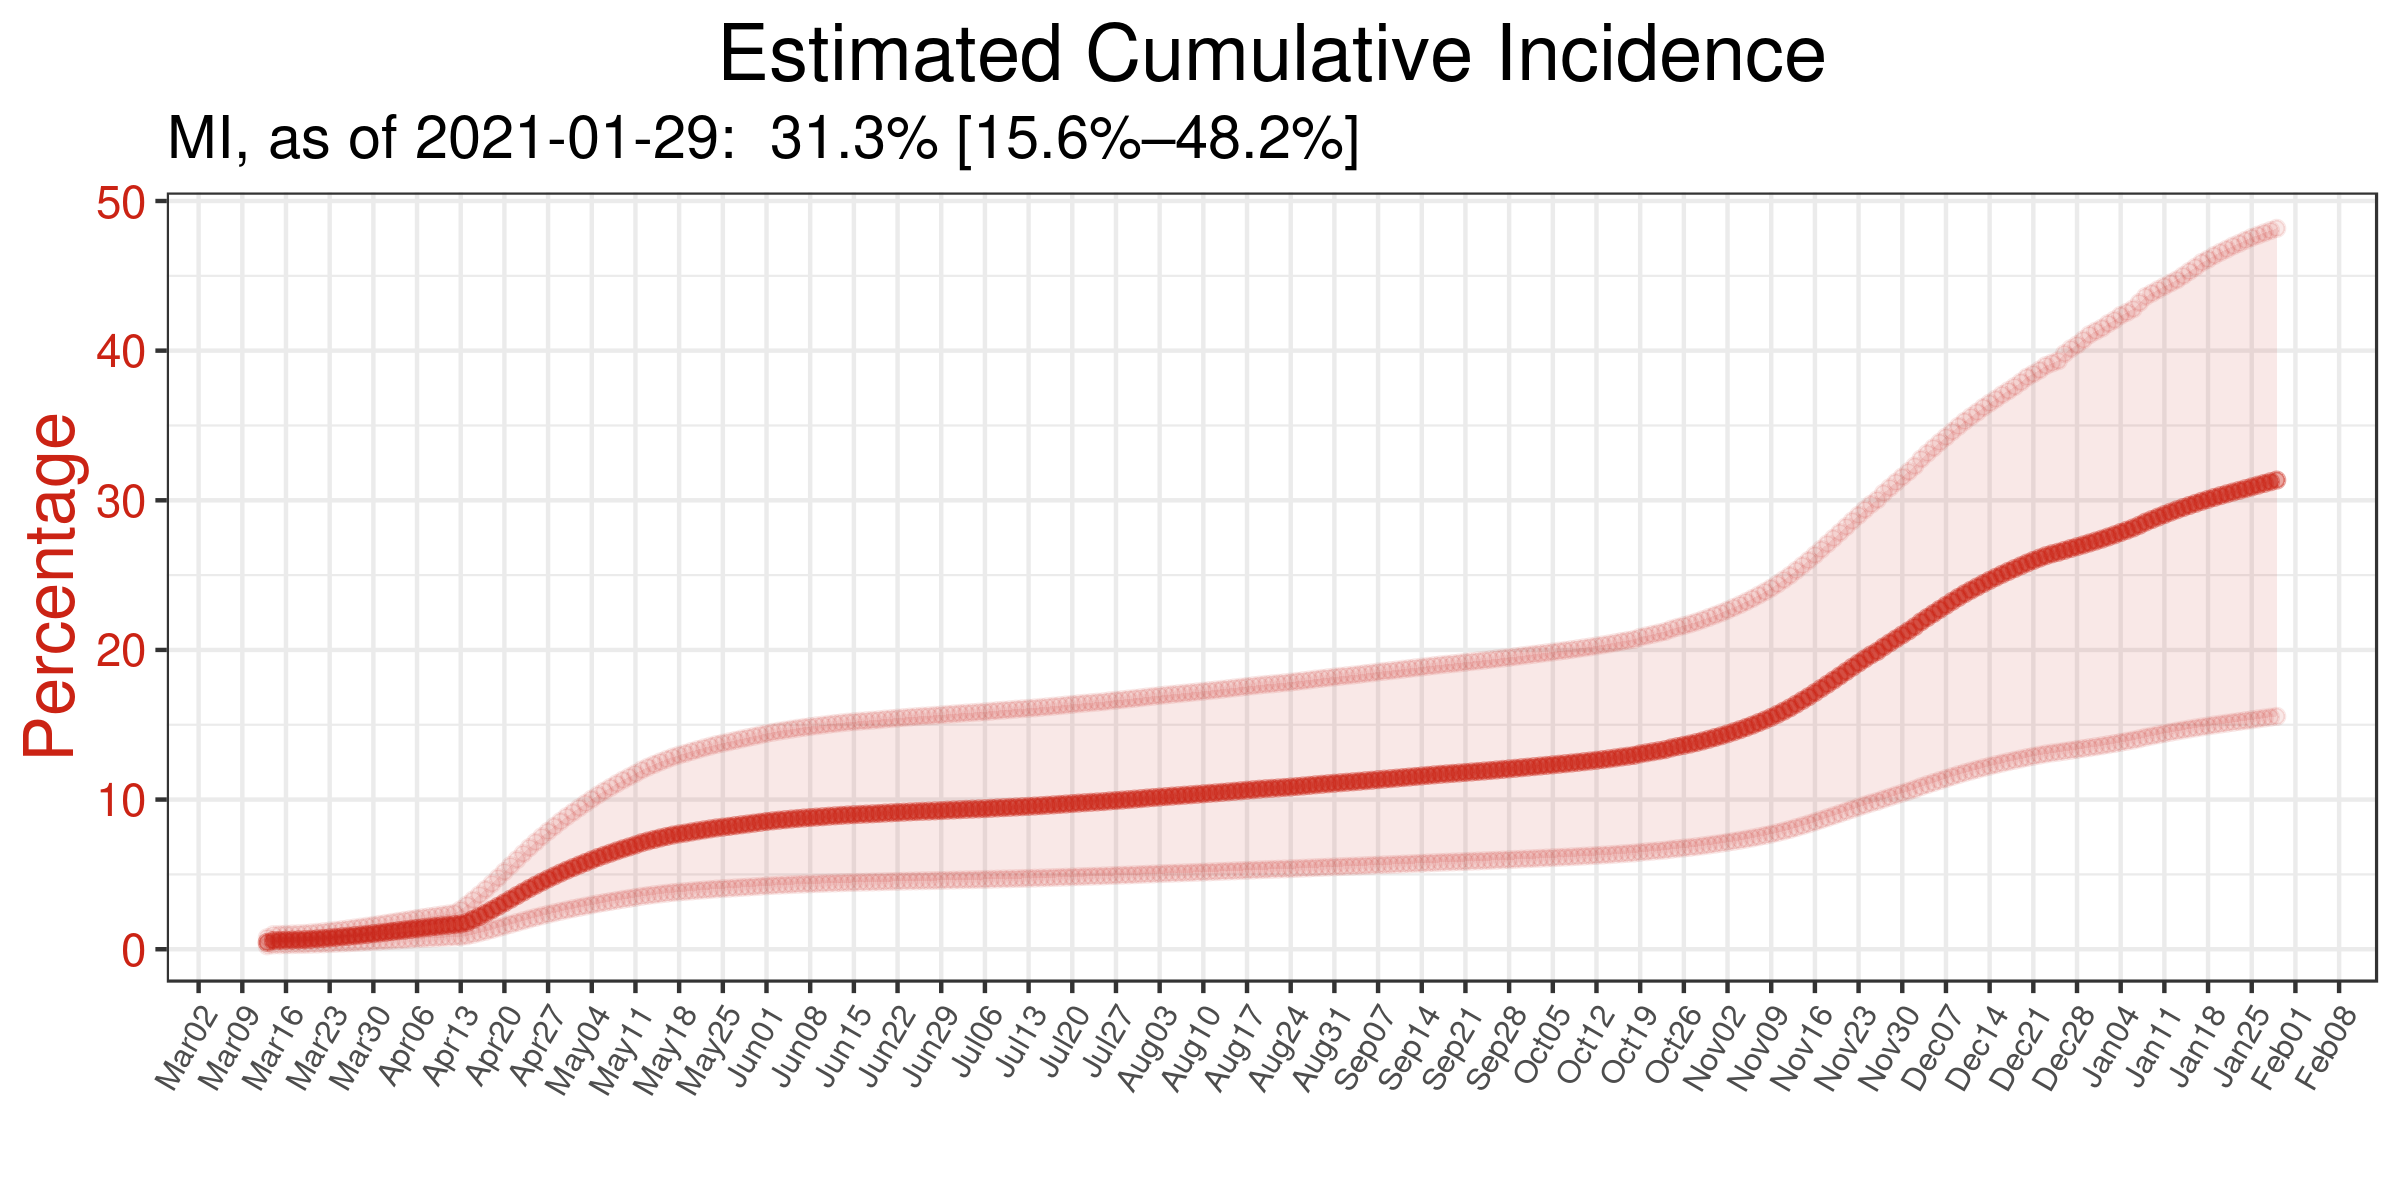 Estimated Cumulative Incidence
MI, as of 2021-01-29:  31.3% [15.6%–48.2%]
Percentage
50
40
30
20
10
0
Mar02
Mar09
Mar16
Mar23
Mar30
Apr06
Apr13
Apr20
Apr27
May04
May11
May18
May25
Jun01
Jun08
Jun15
Jun22
Jun29
Jul06
Jul13
Jul20
Jul27
Aug03
Aug10
Aug17
Aug24
Aug31
Sep07
Sep14
Sep21
Sep28
Oct05
Oct12
Oct19
Oct26
Nov02
Nov09
Nov16
Nov23
Nov30
Dec07
Dec14
Dec21
Dec28
Jan04
Jan11
Jan18
Jan25
Feb01
Feb08